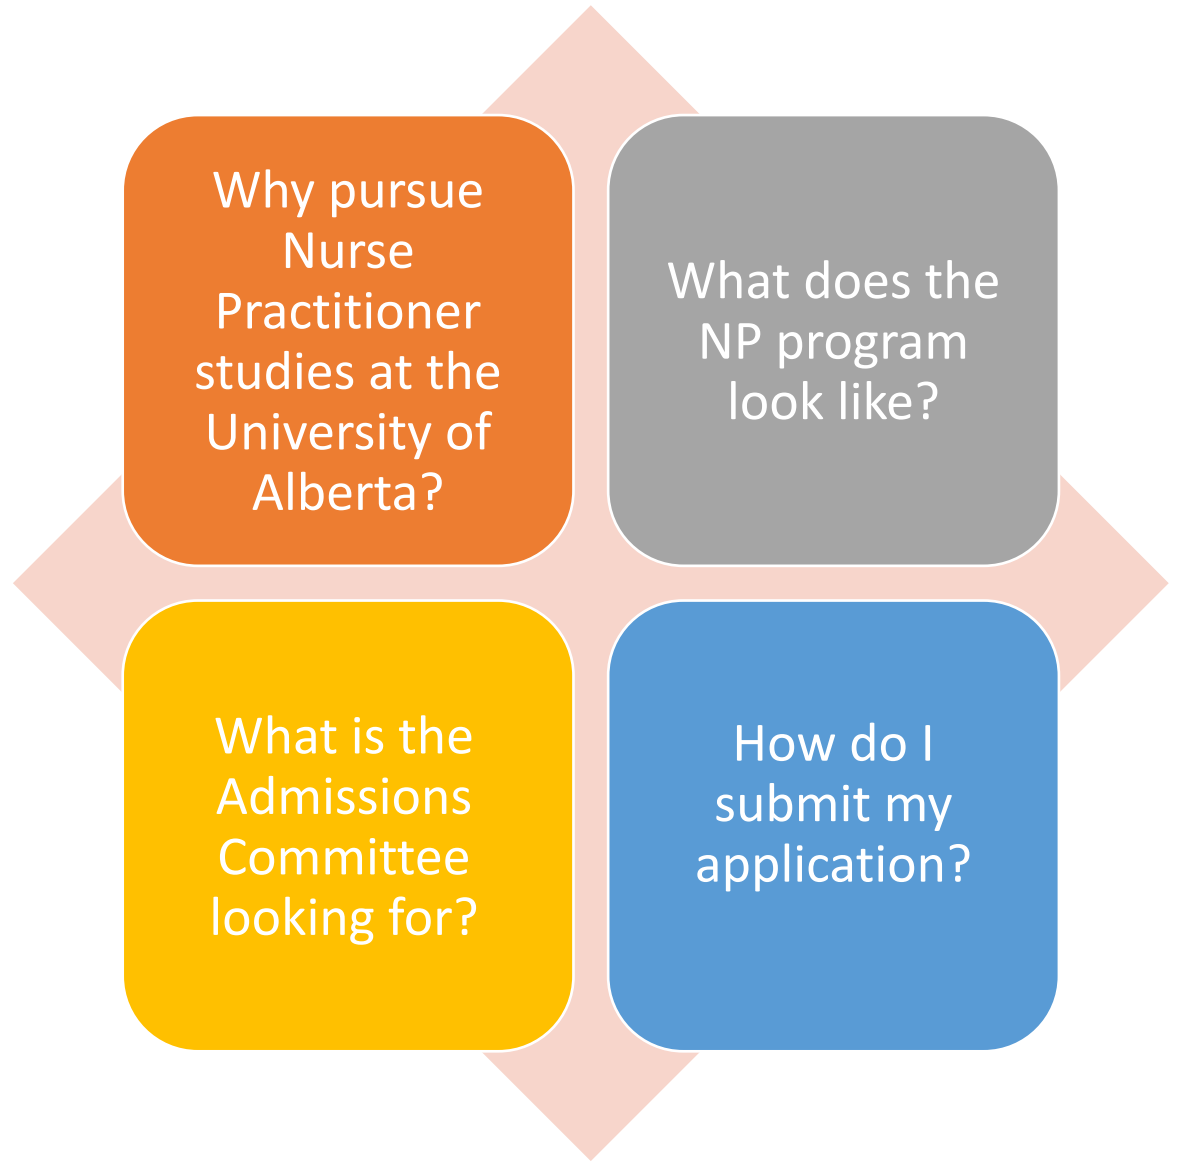 Why pursue
Nurse
Practitioner
studies at the
University of
Alberta?
What does the
NP program
look like?
What is the
Admissions
Committee
looking for?
How do I
submit my
application?